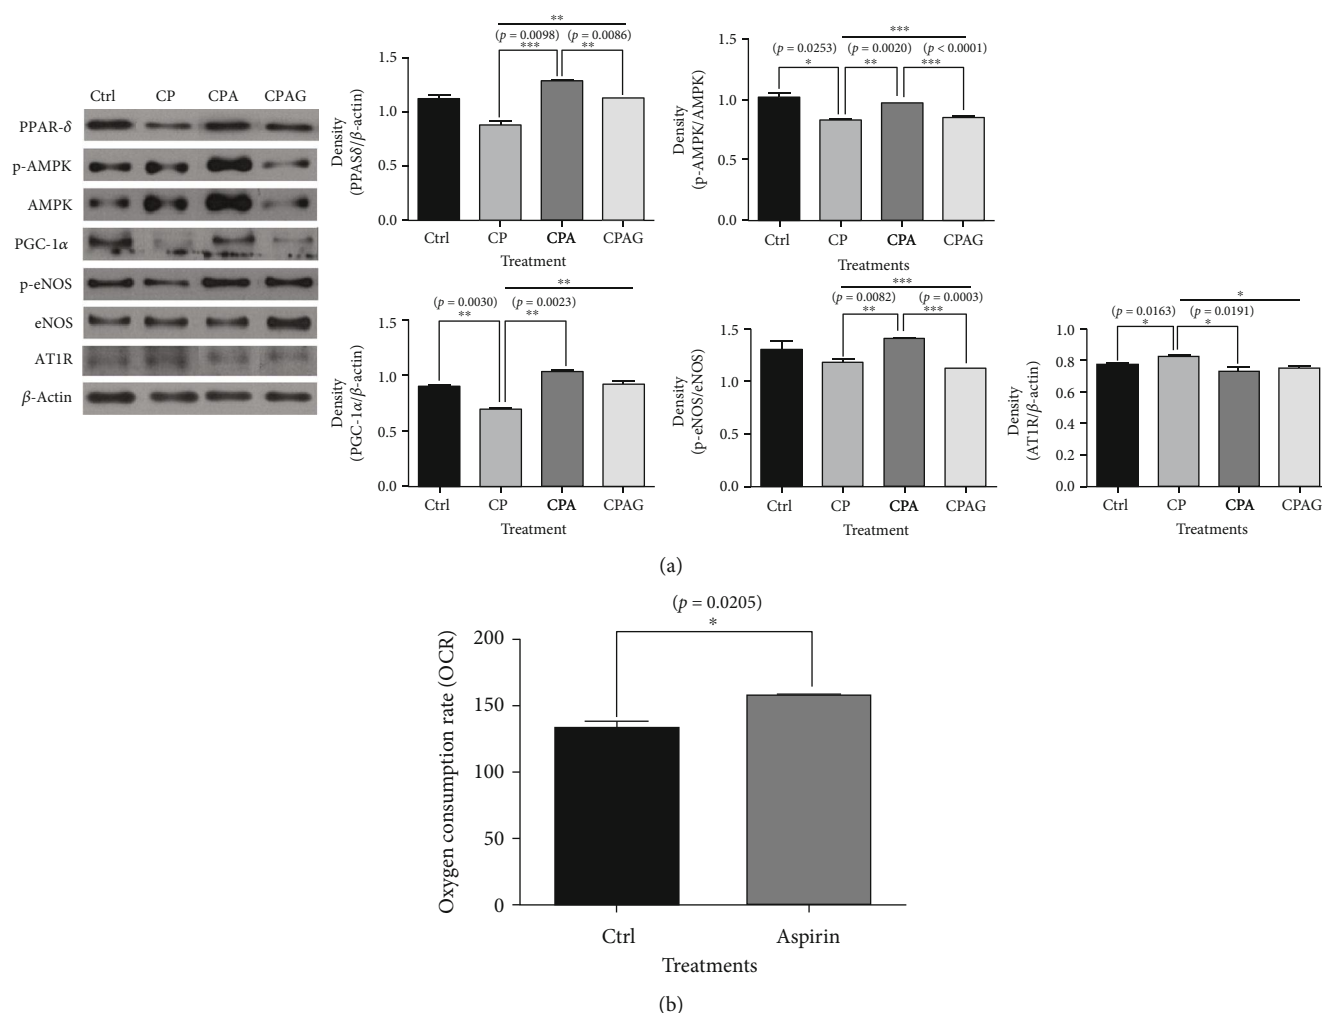 Ctrl CP CPA CPAG
PPAR-δ
p-AMPK
AMPK
PGC-1α
p-eNOS
eNOS
AT1R
β-Actin
**
(p = 0.0098) (p = 0.0086)
*** **
Density
(PPASδ/β-actin)
1.5
1.0
0.5
0.0
Ctrl CP CPA CPAG
Treatment
***
(p = 0.0253) (p = 0.0020) (p < 0.0001)
* ** ***
Density
(p-AMPK/AMPK)
1.5
1.0
0.5
0.0
Ctrl CP CPA CPAG
Treatments
**
(p = 0.0030) (p = 0.0023)
** **
Density
(PGC-1α/β-actin)
1.5
1.0
0.5
0.0
Ctrl CP CPA CPAG
Treatment
***
(p = 0.0082) (p = 0.0003)
** ***
Density
(p-eNOS/eNOS)
1.5
1.0
0.5
0.0
Ctrl CP CPA CPAG
Treatment
*
(p = 0.0163) (p = 0.0191)
* *
Density
(AT1R/β-actin)
1.0
0.8
0.6
0.4
0.2
0.0
Ctrl CP CPA CPAG
Treatments
(a)
(p = 0.0205)
*
Oxygen consumption rate (OCR)
200
150
100
50
0
Ctrl Aspirin
Treatments
(b)